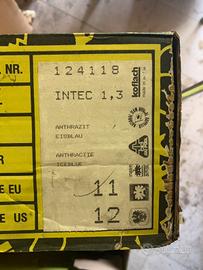 L NR.
124118
INTEC 1,3
koflach
ANTHRAZIT
EISBLAU
ANTHRACITE
ICEBLUE
E EU
11
E US
12